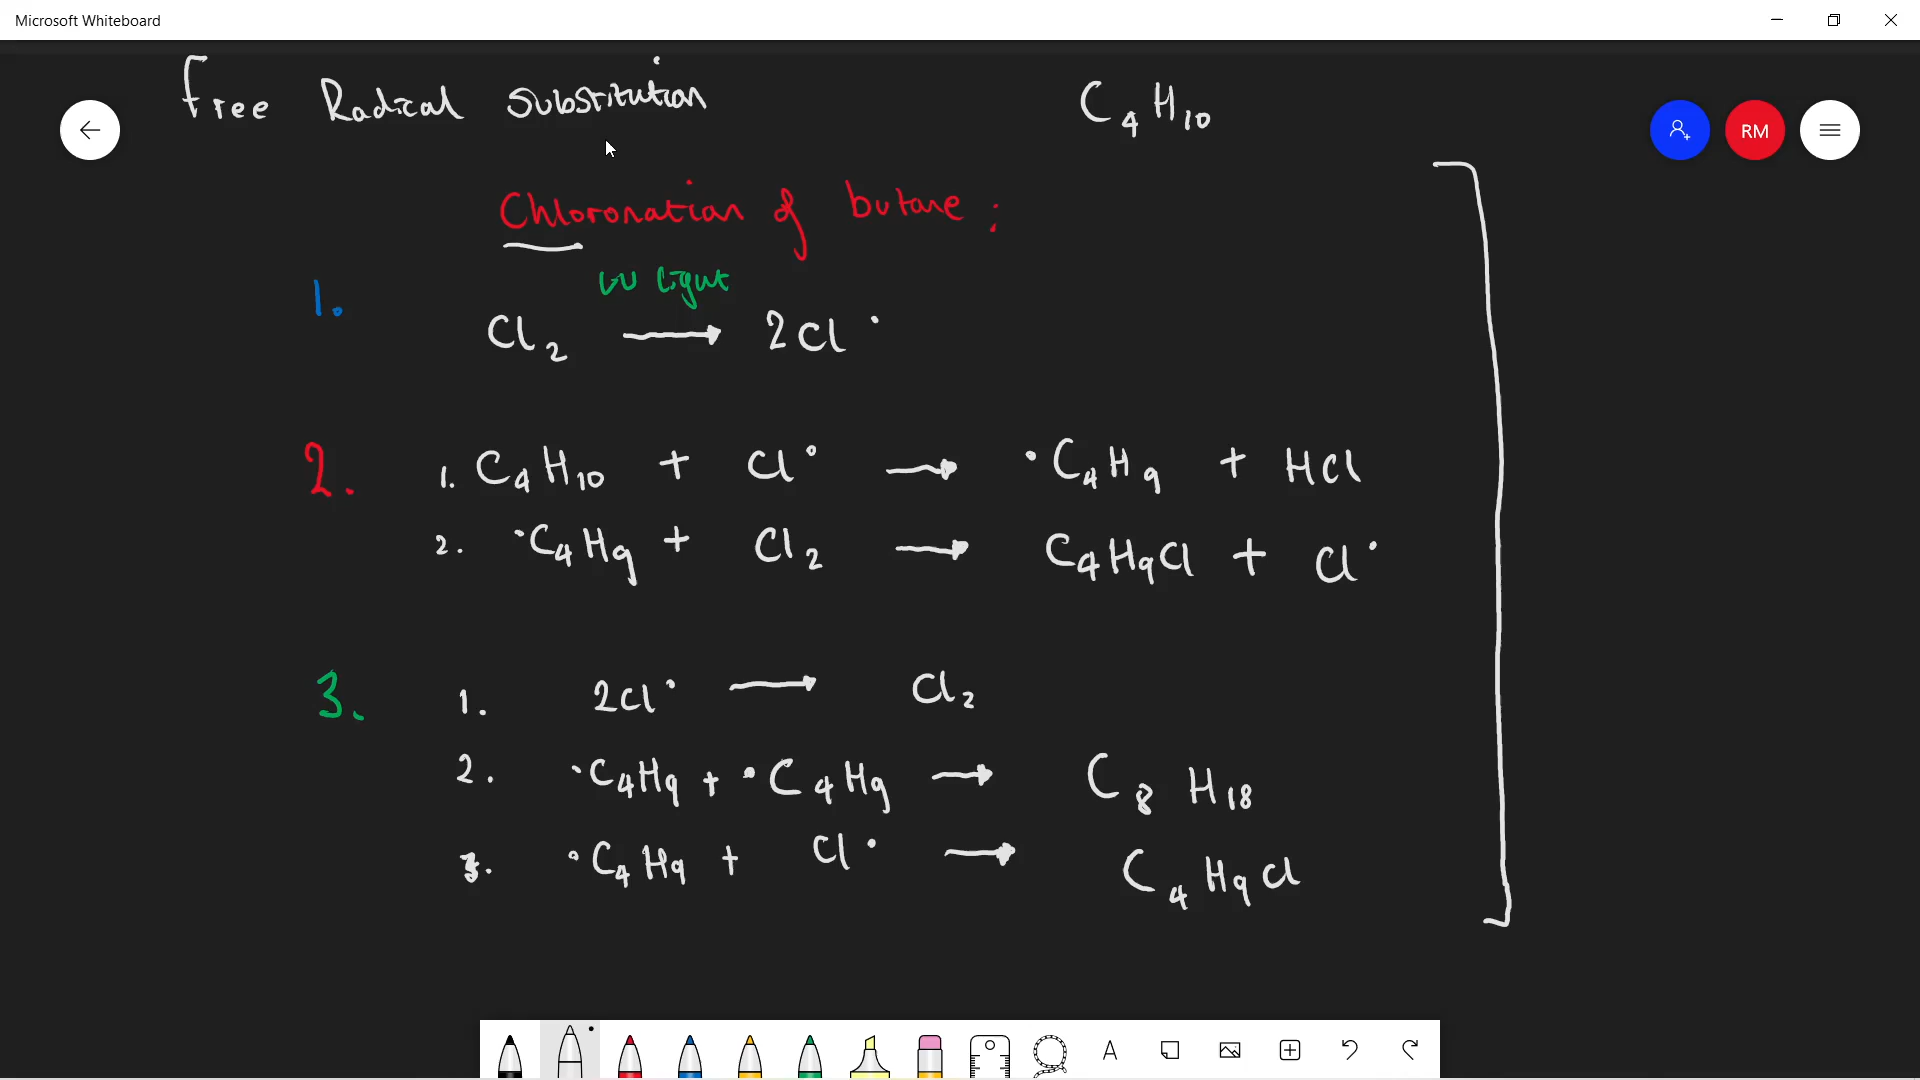 Microsoft Whiteboard
Free Radical Substitution
C₄H₁₀
RM
Chloronation of butane:
UV light
1. Cl₂ → 2Cl•
2. 1. C₄H₁₀ + Cl• → •C₄H₉ + HCl
2. •C₄H₉ + Cl₂ → C₄H₉Cl + Cl•
3. 1. 2Cl• → Cl₂
2. •C₄H₉ + •C₄H₉ → C₈H₁₈
3. •C₄H₉ + Cl• → C₄H₉Cl
A